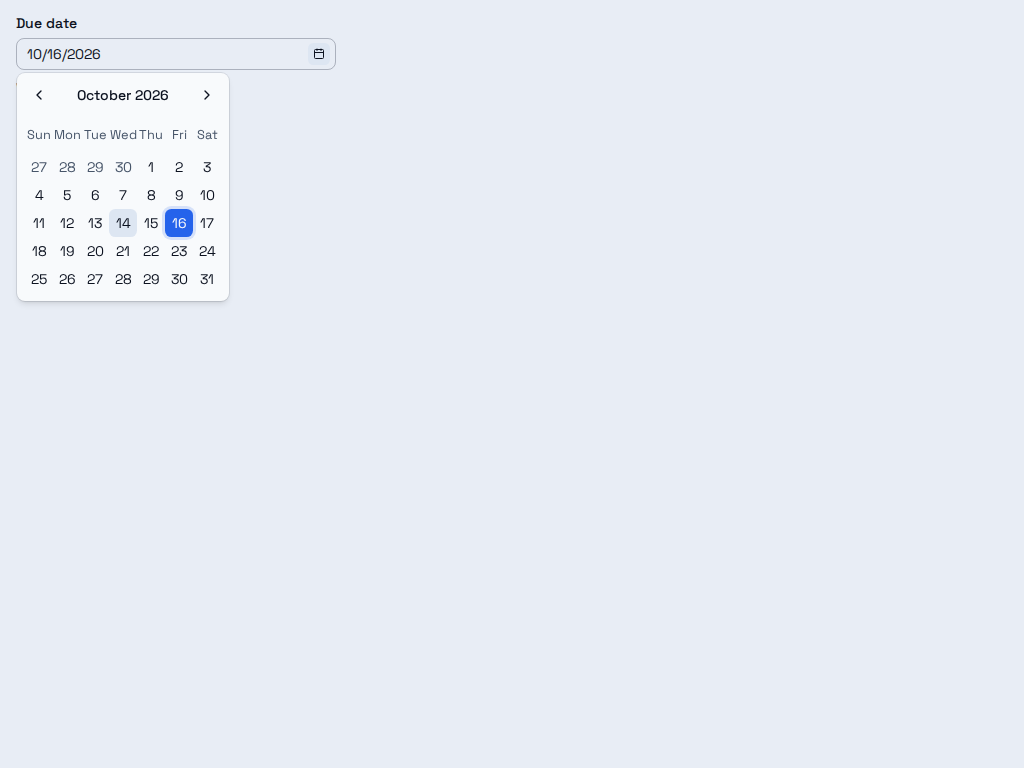 Due date
10/16/2026
October 2026
Sun Mon Tue Wed Thu Fri Sat
27 28 29 30 1 2 3
4 5 6 7 8 9 10
11 12 13 14 15 16 17
18 19 20 21 22 23 24
25 26 27 28 29 30 31